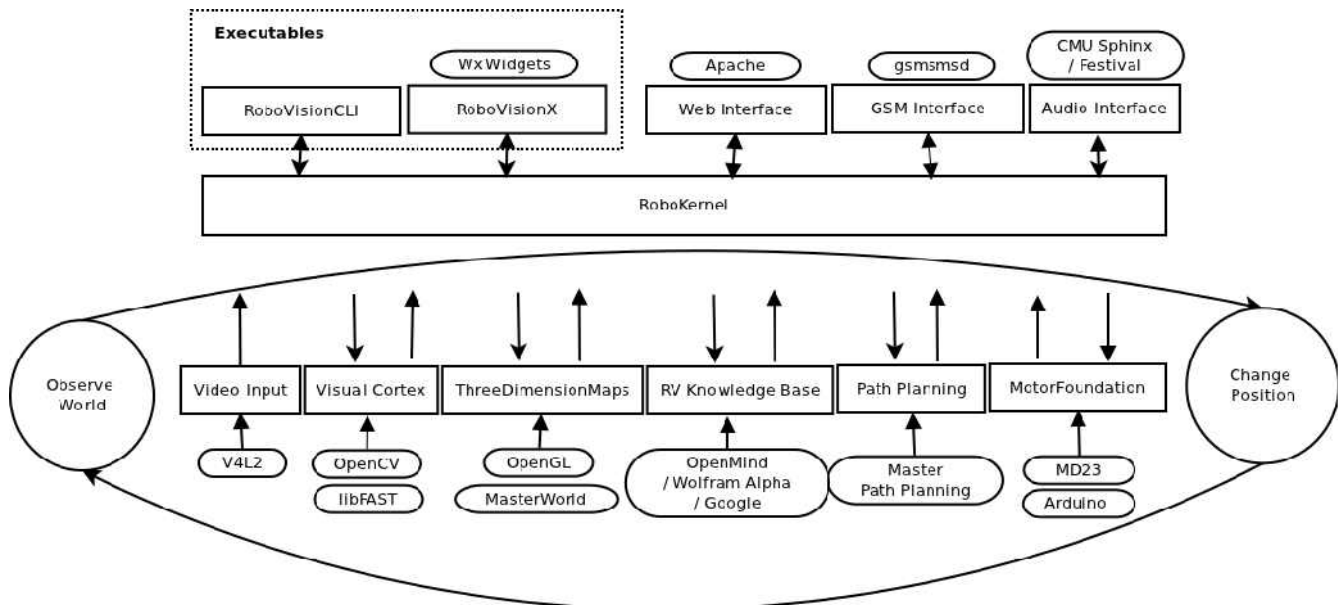 Executables
WxWidgets
Apache
gsmsmsd
CMU Sphinx
/ Festival
RoboVisionCLI
RoboVisionX
Web Interface
GSM Interface
Audio Interface
RoboKernel
Observe
World
Video Input
Visual Cortex
ThreeDimensionMaps
RV Knowledge Base
Path Planning
MotorFoundation
Change
Position
V4L2
OpenCV
libFAST
OpenGL
MasterWorld
OpenMind
/ Wolfram Alpha
/ Google
Master
Path Planning
MD23
Arduino